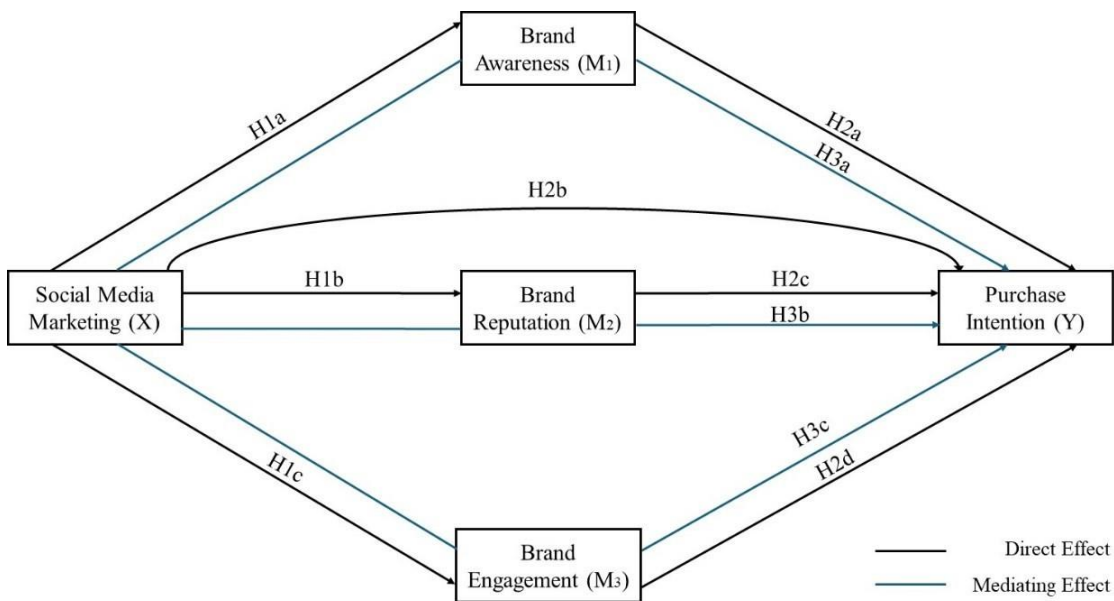 Brand
Awareness (M1)
H1a
H2a
H3a
H2b
Social Media
Marketing (X)
H1b
Brand
Reputation (M2)
H2c
H3b
Purchase
Intention (Y)
H1c
H3c
H2d
Brand
Engagement (M3)
Direct Effect
Mediating Effect